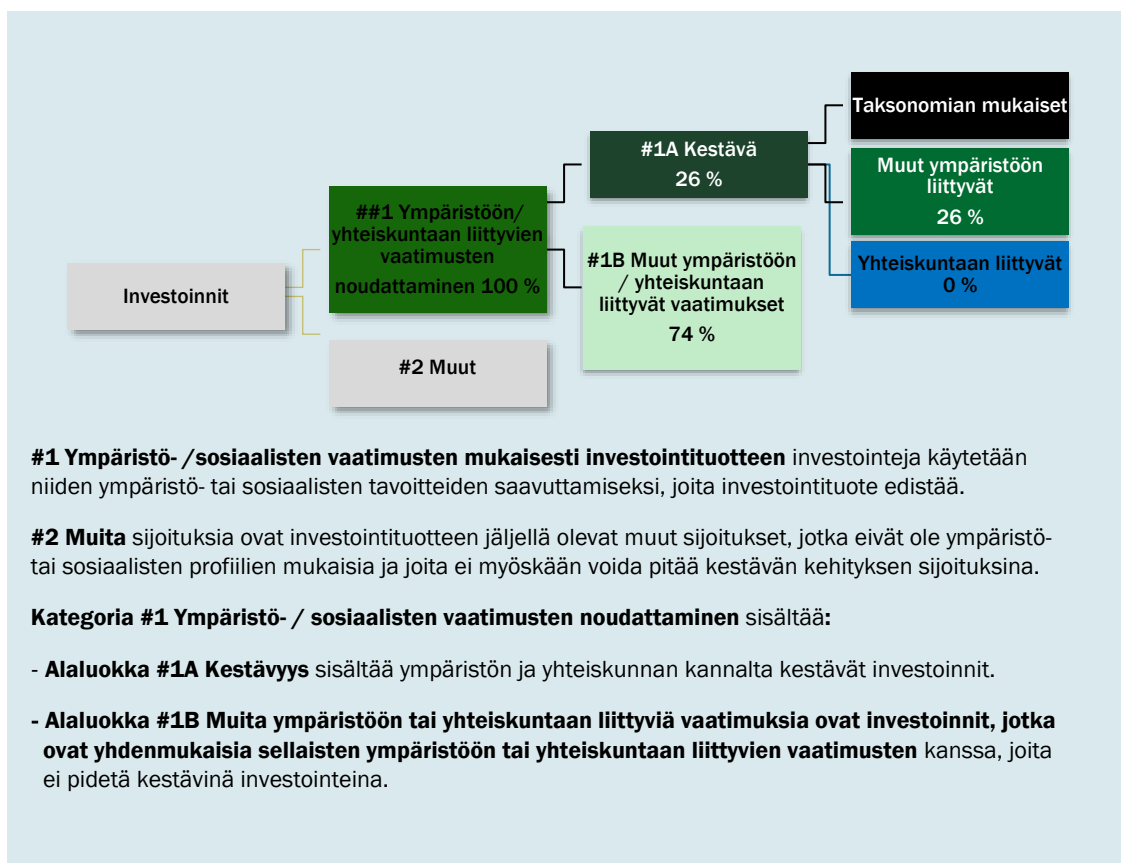 Investoinnit
##1 Ympäristöön/
yhteiskuntaan liittyvien
vaatimusten
noudattaminen 100 %
#2 Muut
#1A Kestävä
26 %
#1B Muut ympäristöön
/ yhteiskuntaan
liittyvät vaatimukset
74 %
Taksonomian mukaiset
Muut ympäristöön
liittyvät
26 %
Yhteiskuntaan liittyvät
0 %
#1 Ympäristö- /sosiaalisten vaatimusten mukaisesti investointituotteen investointeja käytetään
niiden ympäristö- tai sosiaalisten tavoitteiden saavuttamiseksi, joita investointituote edistää.
#2 Muita sijoituksia ovat investointituotteen jäljellä olevat muut sijoitukset, jotka eivät ole ympäristö-
tai sosiaalisten profiilien mukaisia ja joita ei myöskään voida pitää kestävän kehityksen sijoituksina.
Kategoria #1 Ympäristö- / sosiaalisten vaatimusten noudattaminen sisältää:
- Alaluokka #1A Kestävyys sisältää ympäristön ja yhteiskunnan kannalta kestävät investoinnit.
- Alaluokka #1B Muita ympäristöön tai yhteiskuntaan liittyviä vaatimuksia ovat investoinnit, jotka
ovat yhdenmukaisia sellaisten ympäristöön tai yhteiskuntaan liittyvien vaatimusten kanssa, joita
ei pidetä kestävinä investointeina.